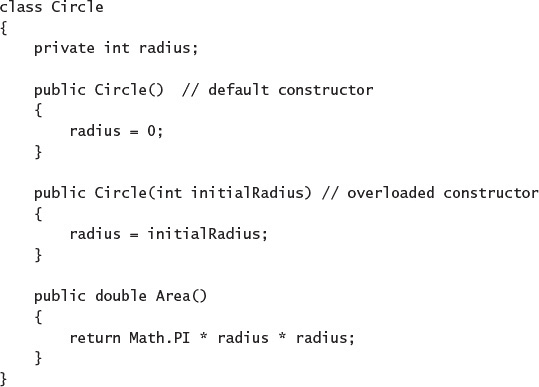 class Circle
{
    private int radius;

    public Circle()  // default constructor
    {
        radius = 0;
    }

    public Circle(int initialRadius) // overloaded constructor
    {
        radius = initialRadius;
    }

    public double Area()
    {
        return Math.PI * radius * radius;
    }
}